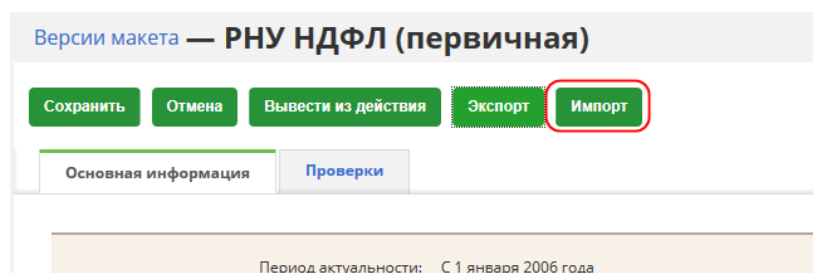 Версии макета — РНУ НДФЛ (первичная)
Сохранить Отмена Вывести из действия Экспорт Импорт
Основная информация Проверки
Период актуальности: С 1 января 2006 года